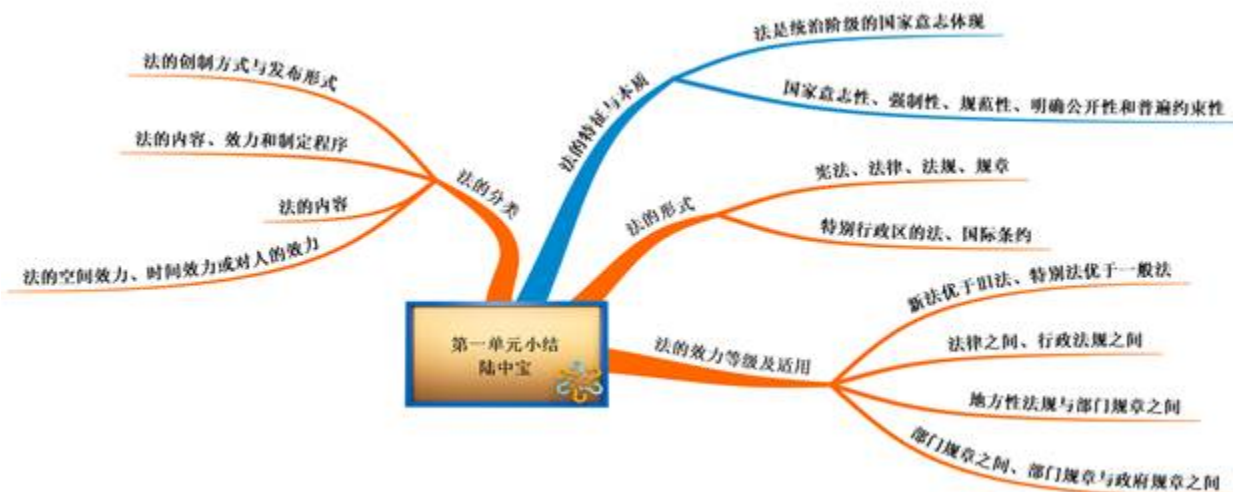 第一单元小结
陆中宝
法的特征与本质
法是统治阶级的国家意志体现
国家意志性、强制性、规范性、明确公开性和普遍约束性
法的形式
宪法、法律、法规、规章
特别行政区的法、国际条约
法的效力等级及适用
新法优于旧法、特别法优于一般法
法律之间、行政法规之间
地方性法规与部门规章之间
部门规章之间、部门规章与政府规章之间
法的分类
法的创制方式与发布形式
法的内容、效力和制定程序
法的内容
法的空间效力、时间效力或对人的效力